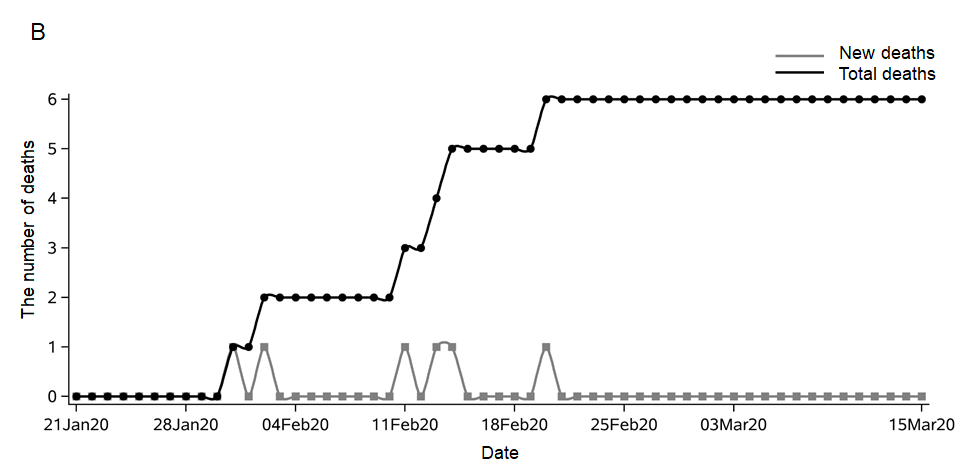 B
New deaths
Total deaths
6
5
4
3
2
1
0
The number of deaths
21Jan20 28Jan20 04Feb20 11Feb20 18Feb20 25Feb20 03Mar20 15Mar20
Date